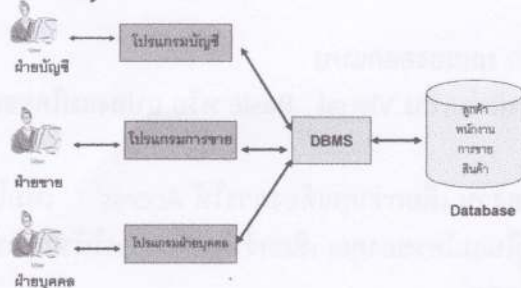 User
โปรแกรมบัญชี
ฝ่ายบัญชี
User
โปรแกรมการขาย
DBMS
ลูกค้า
พนักงาน
การขาย
สินค้า
Database
ฝ่ายขาย
User
โปรแกรมฝ่ายบุคคล
ฝ่ายบุคคล